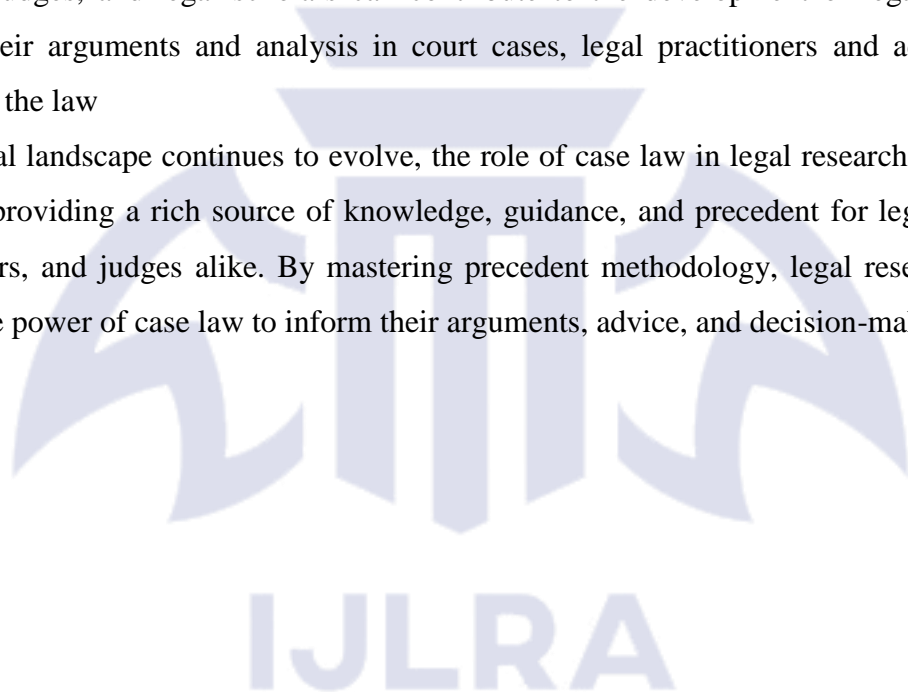 eir arguments and analysis in court cases, legal practitioners and a
the law
al landscape continues to evolve, the role of case law in legal research
providing a rich source of knowledge, guidance, and precedent for leg
rs, and judges alike. By mastering precedent methodology, legal rese
e power of case law to inform their arguments, advice, and decision-mal
IJLRA